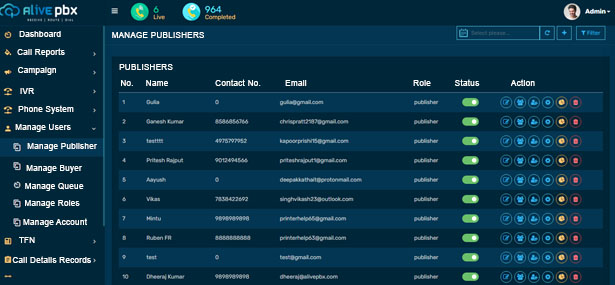 alivepbx
RECEIVE | ROUTE | DIAL
6
Live
964
Completed
Admin
Dashboard
Call Reports
Campaign
IVR
Phone System
Manage Users
Manage Publisher
Manage Buyer
Manage Queue
Manage Roles
Manage Account
TFN
Call Details Records
MANAGE PUBLISHERS
Select please...
Filter
PUBLISHERS
No. Name Contact No. Email Role Status Action
1 Gulia 0 gulia@gmail.com publisher
2 Ganesh Kumar 8586856766 chrispratt2187@gmail.com publisher
3 testttt 4975797952 kapoorprishi15@gmail.com publisher
4 Pritesh Rajput 9012494566 priteshrajput1@gmail.com publisher
5 Aayush 0 deepakkathait@protonmail.com publisher
6 Vikas 7838422692 singhvikash23@outlook.com publisher
7 Mintu 9898989898 printerhelp65@gmail.com publisher
8 Ruben FR 8888888888 printerhelp63@gmail.com publisher
9 test 0 test@gmail.com publisher
10 Dheeraj Kumar 9898989898 dheeraj@alivepbx.com publisher